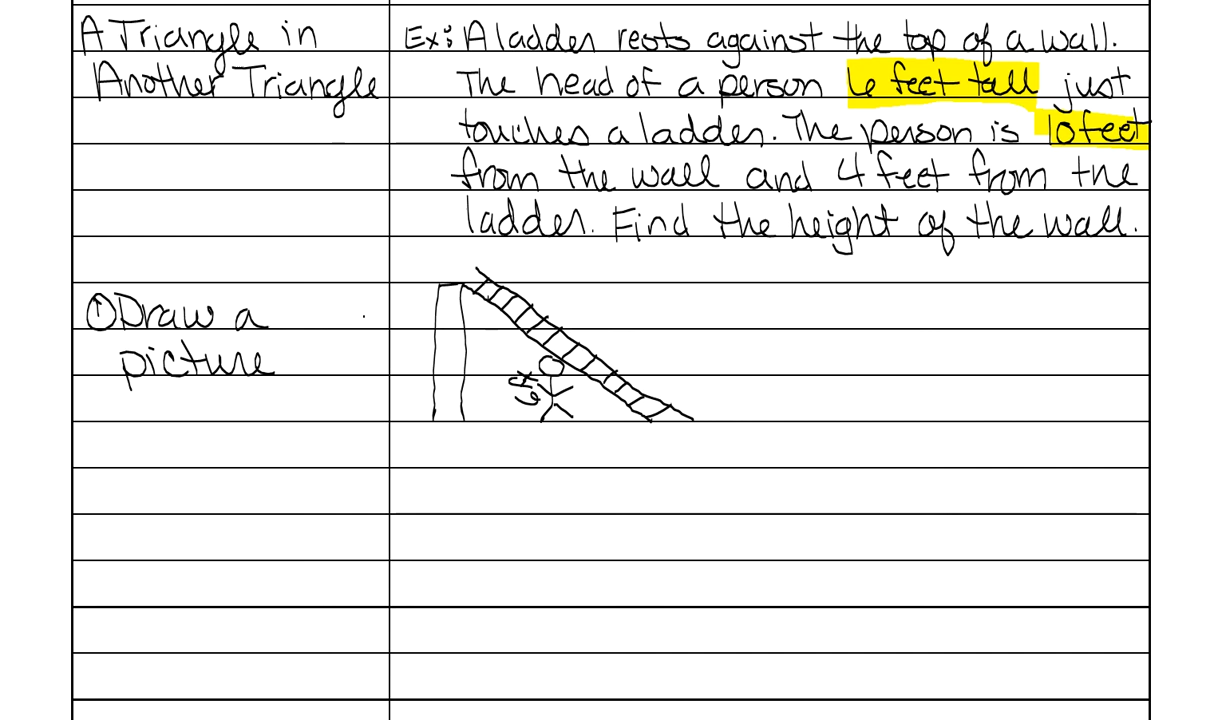 A Triangle in
Another Triangle
Ex: A ladder rests against the top of a wall.
The head of a person 6 feet tall just
touches a ladder. The person is 10 feet
from the wall and 4 feet from the
ladder. Find the height of the wall.
① Draw a
picture
6ft